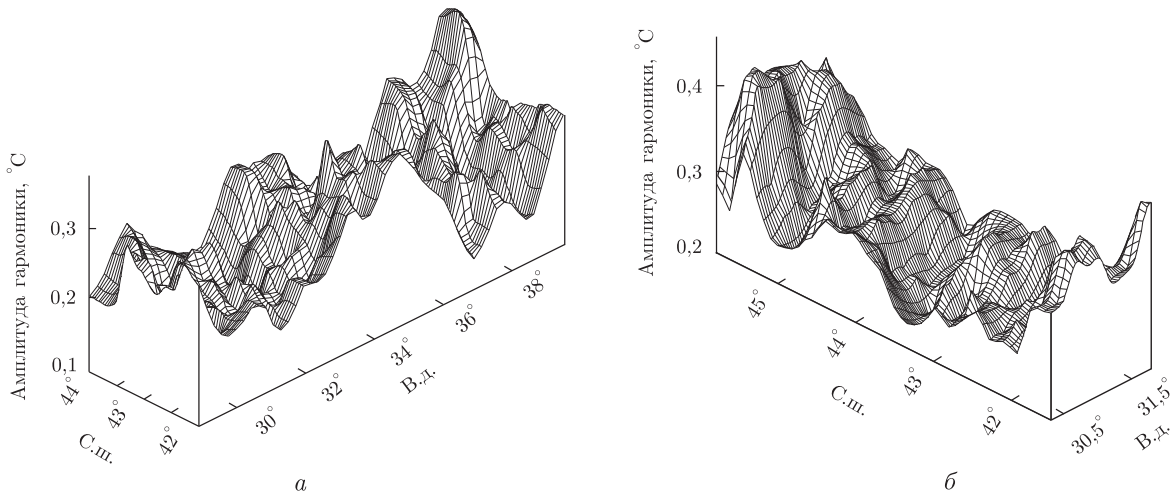 Амплитуда гармоники, °C
0,3
0,2
0,1
44°
43°
42°
С.ш.
30°
32°
34°
36°
38°
В.д.
а
Амплитуда гармоники, °C
0,4
0,3
0,2
45
44
43
42°
С.ш.
30,5°
31,5°
В.д.
б